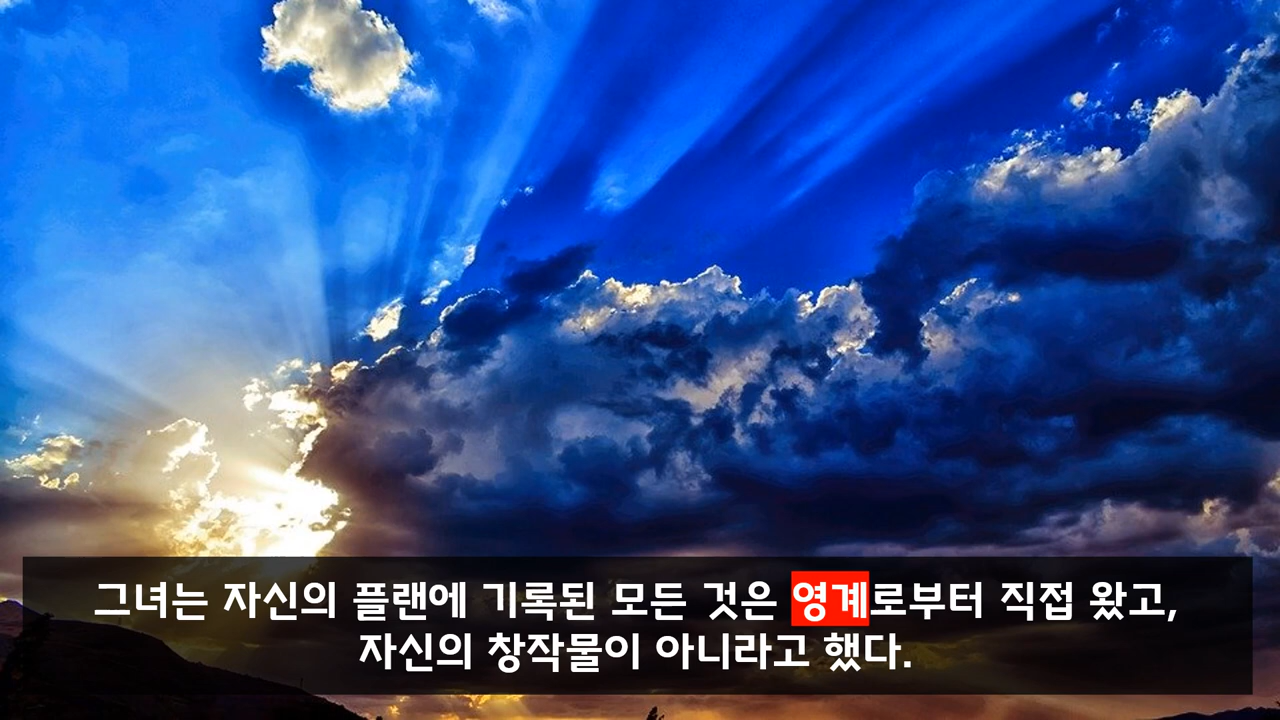 그녀는 자신의 플랜에 기록된 모든 것은 영계로부터 직접 왔고,
자신의 창작물이 아니라고 했다.